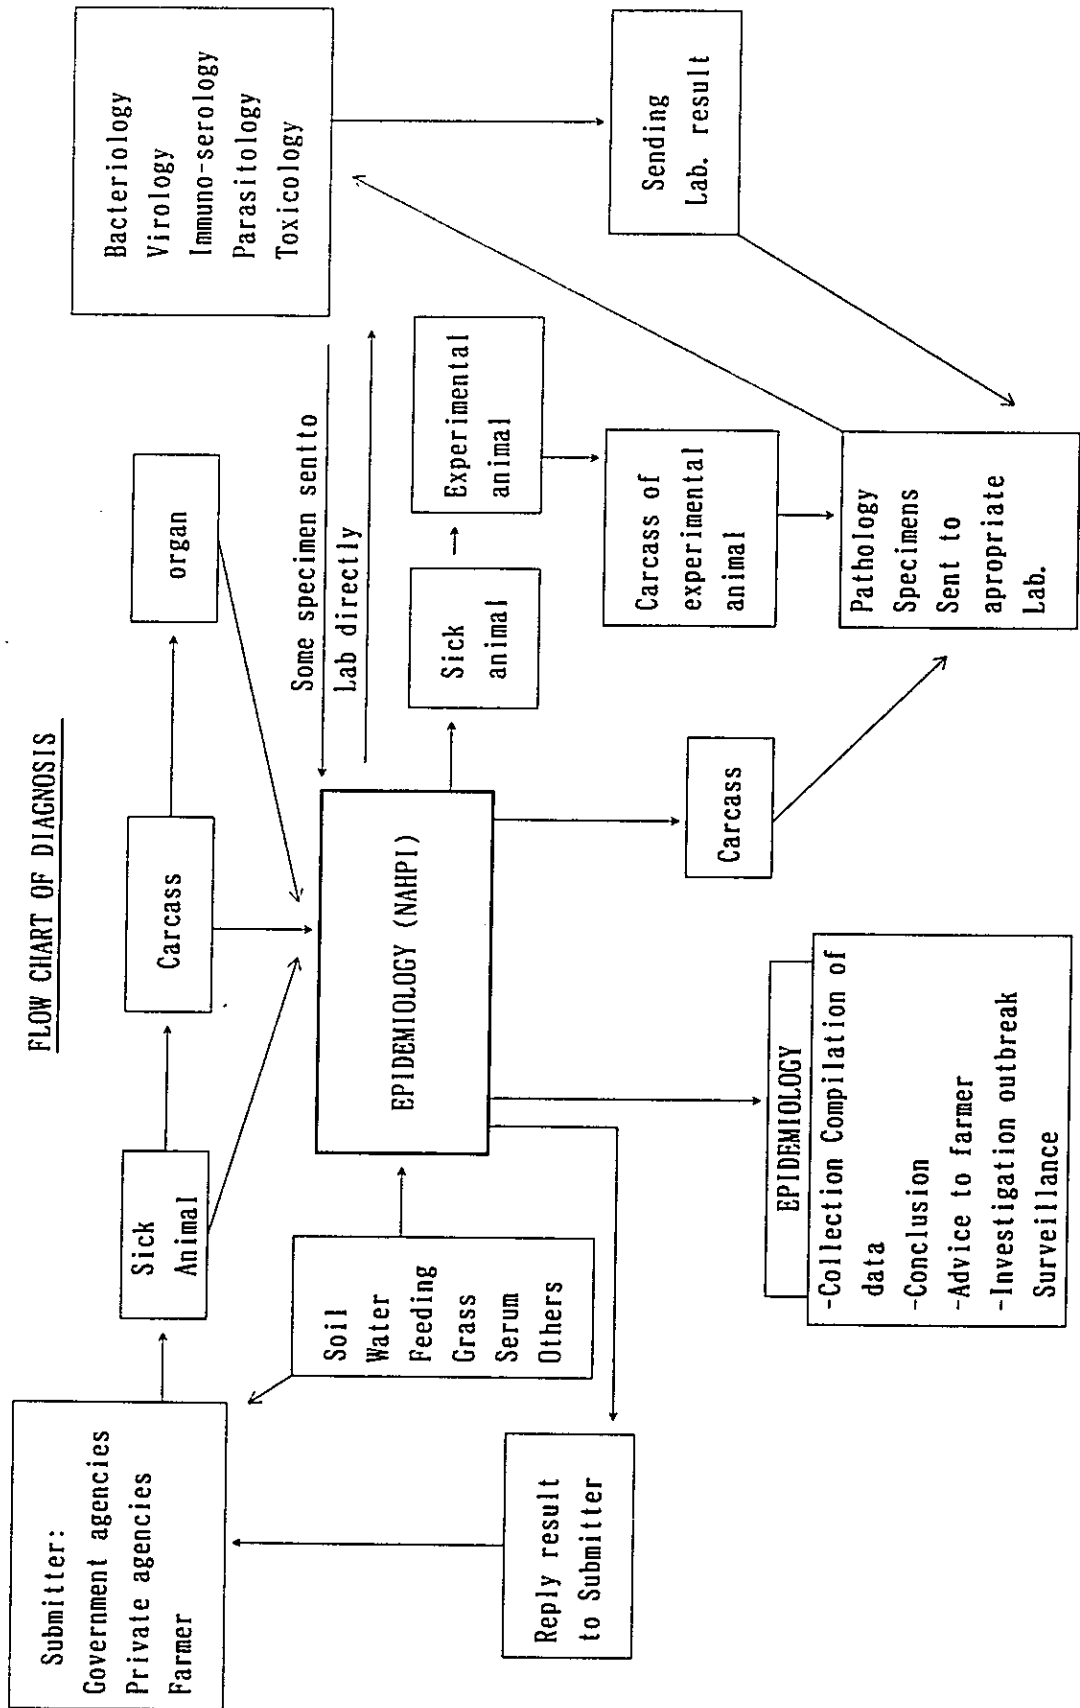 FLOW CHART OF DIAGNOSIS
Submitter:
Government agencies
Private agencies
Farmer
Sick
Animal
Carcass
organ
Bacteriology
Virology
Immuno-serology
Parasitology
Toxicology
Soil
Water
Feeding
Grass
Serum
Others
EPIDEMIOLOGY (NAHPI)
Some specimen sentto
Lab directly
Sick
animal
Experimental
animal
Reply result
to Submitter
Carcass
Carcass of
experimental
animal
Sending
Lab. result
EPIDEMIOLOGY
-Collection Compilation of
data
-Conclusion
-Advice to farmer
-Investigation outbreak
Surveillance
Pathology
Specimens
Sent to
apropriate
Lab.